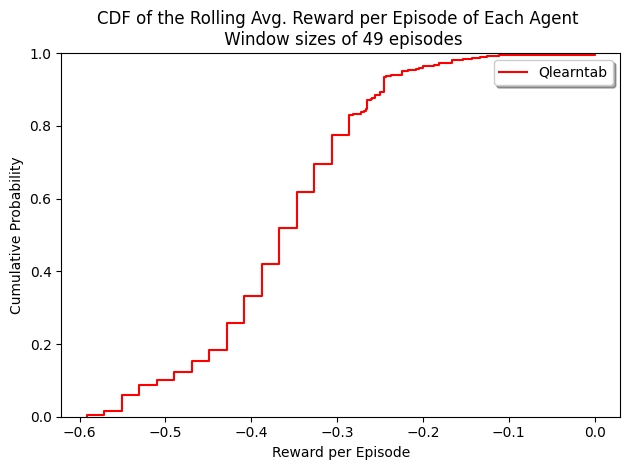 CDF of the Rolling Avg. Reward per Episode of Each Agent
Window sizes of 49 episodes
Qlearntab
Cumulative Probability
1.0
0.8
0.6
0.4
0.2
0.0
−0.6
−0.5
−0.4
−0.3
−0.2
−0.1
0.0
Reward per Episode